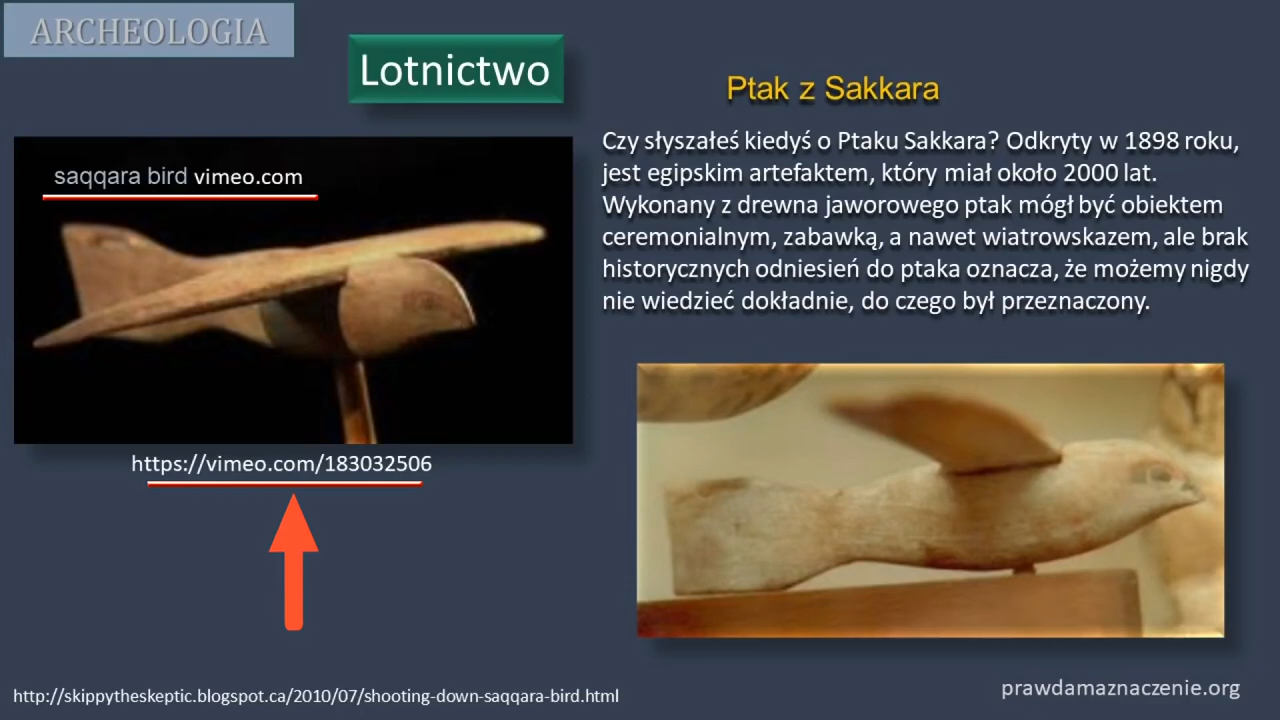 ARCHEOLOGIA
Lotnictwo
Ptak z Sakkara
Czy słyszałeś kiedyś o Ptaku Sakkara? Odkryty w 1898 roku,
jest egipskim artefaktem, który miał około 2000 lat.
Wykonany z drewna jaworowego ptak mógł być obiektem
ceremonialnym, zabawką, a nawet wiatrowskazem, ale brak
historycznych odniesień do ptaka oznacza, że możemy nigdy
nie wiedzieć dokładnie, do czego był przeznaczony.
saqqara bird vimeo.com
https://vimeo.com/183032506
http://skippytheskeptic.blogspot.ca/2010/07/shooting-down-saqqara-bird.html
prawdamaznaczenie.org